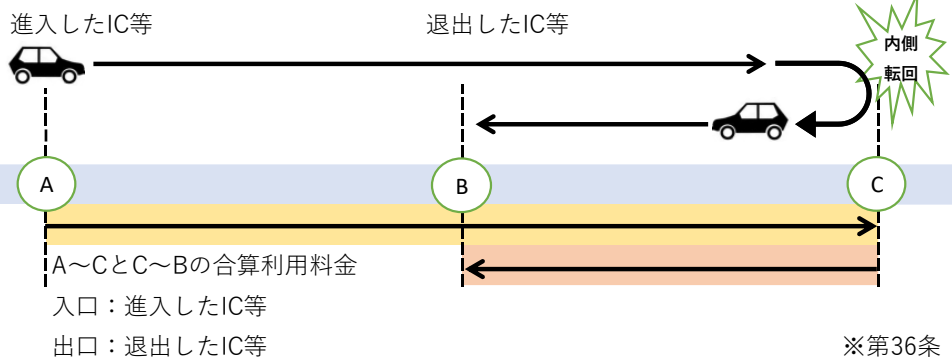 進入したIC等
退出したIC等
内側
転回
A
B
C
A～CとC～Bの合算利用料金
入口：進入したIC等
出口：退出したIC等
※第36条